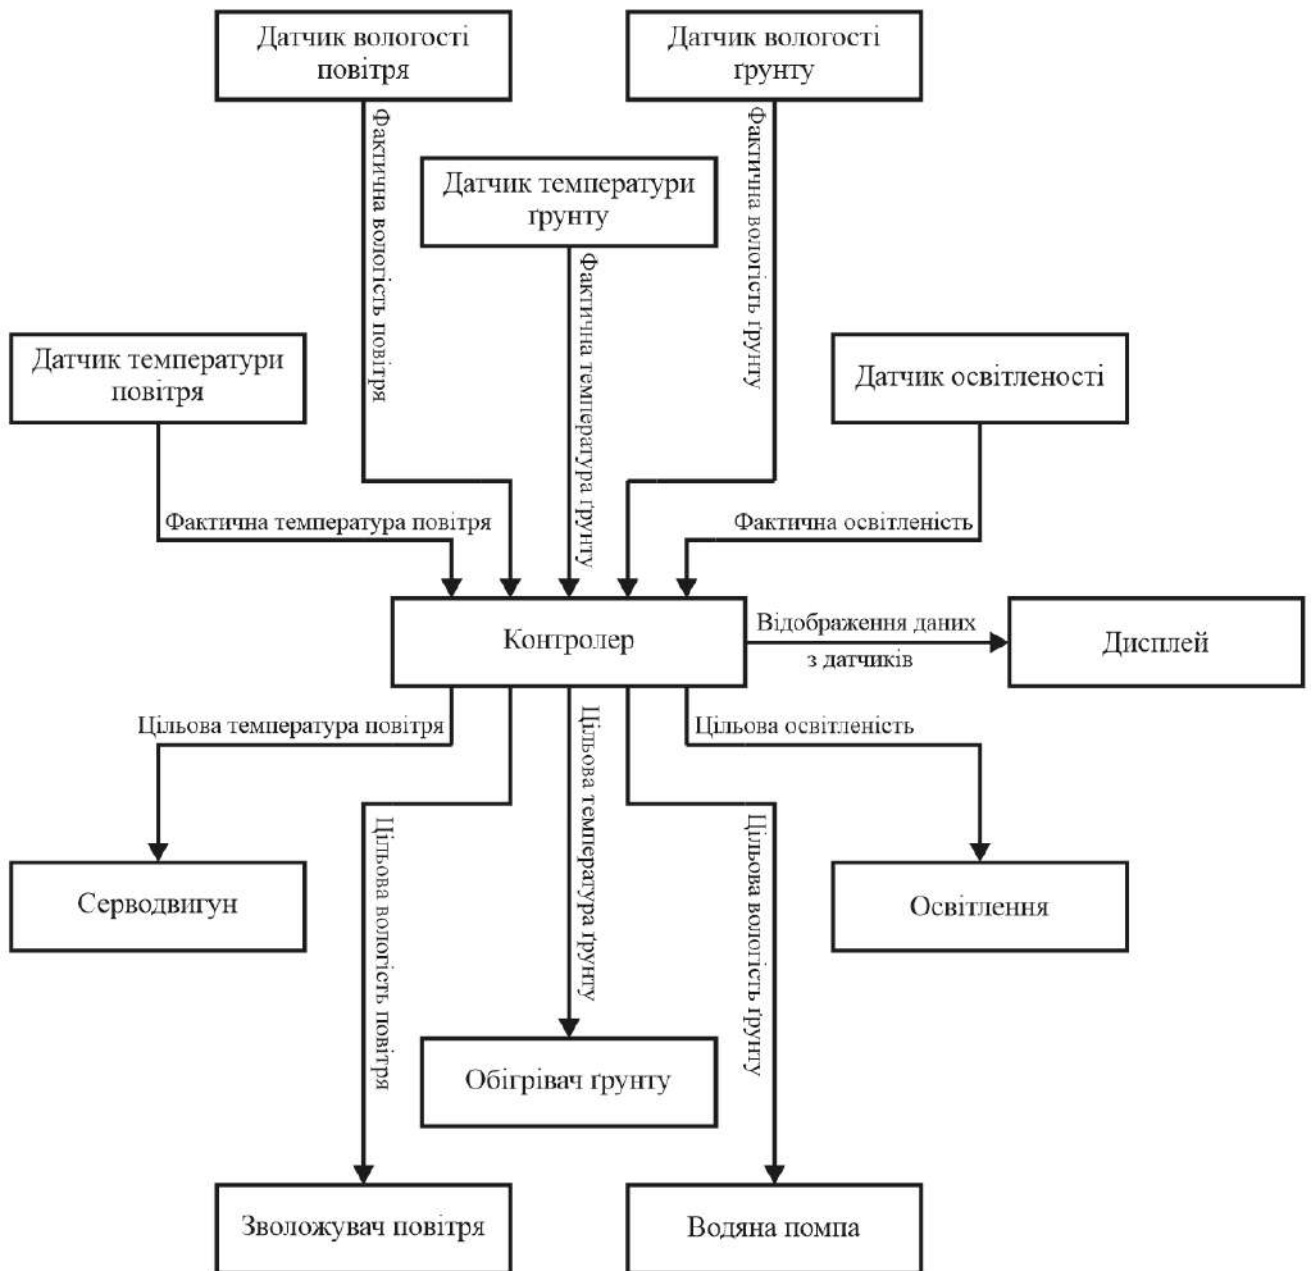 Датчик вологості
повітря
Датчик вологості
ґрунту
Фактична вологість повітря
Фактична вологість ґрунту
Датчик температури
ґрунту
Фактична температура ґрунту
Датчик температури
повітря
Датчик освітленості
Фактична температура повітря
Фактична освітленість
Контролер
Відображення даних
з датчиків
Дисплей
Цільова температура повітря
Цільова освітленість
Цільова температура ґрунту
Цільова вологість повітря
Цільова вологість ґрунту
Серводвигун
Освітлення
Обігрівач ґрунту
Зволожувач повітря
Водяна помпа